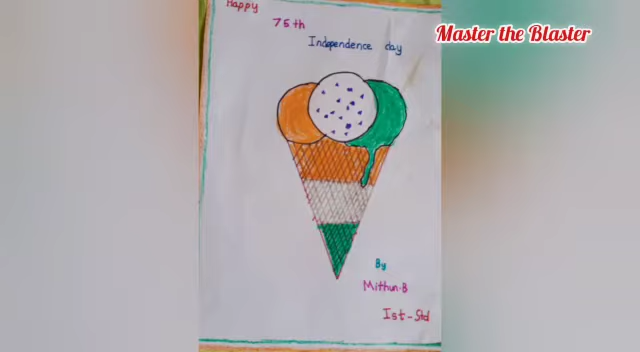 Happy
75th
Independence day
Master the Blaster
By
Mithun.B
Ist-Std